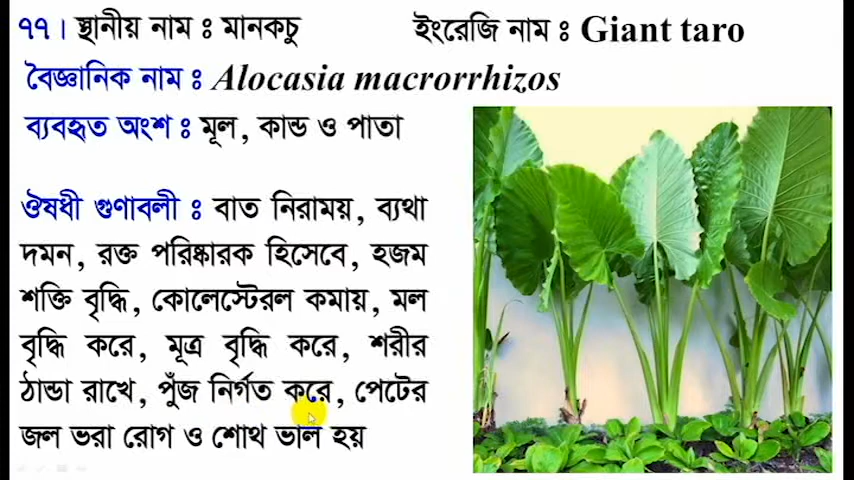 ৭৭। স্থানীয় নাম ঃ মানকচু ইংরেজি নাম ঃ Giant taro
বৈজ্ঞানিক নাম ঃ Alocasia macrorrhizos
ব্যবহৃত অংশ ঃ মূল, কান্ড ও পাতা
ঔষধী গুণাবলী ঃ বাত নিরাময়, ব্যথা
দমন, রক্ত পরিষ্কারক হিসেবে, হজম
শক্তি বৃদ্ধি, কোলেস্টেরল কমায়, মল
বৃদ্ধি করে, মূত্র বৃদ্ধি করে, শরীর
ঠান্ডা রাখে, পুঁজ নির্গত করে, পেটের
জল ভরা রোগ ও শোথ ভাল হয়